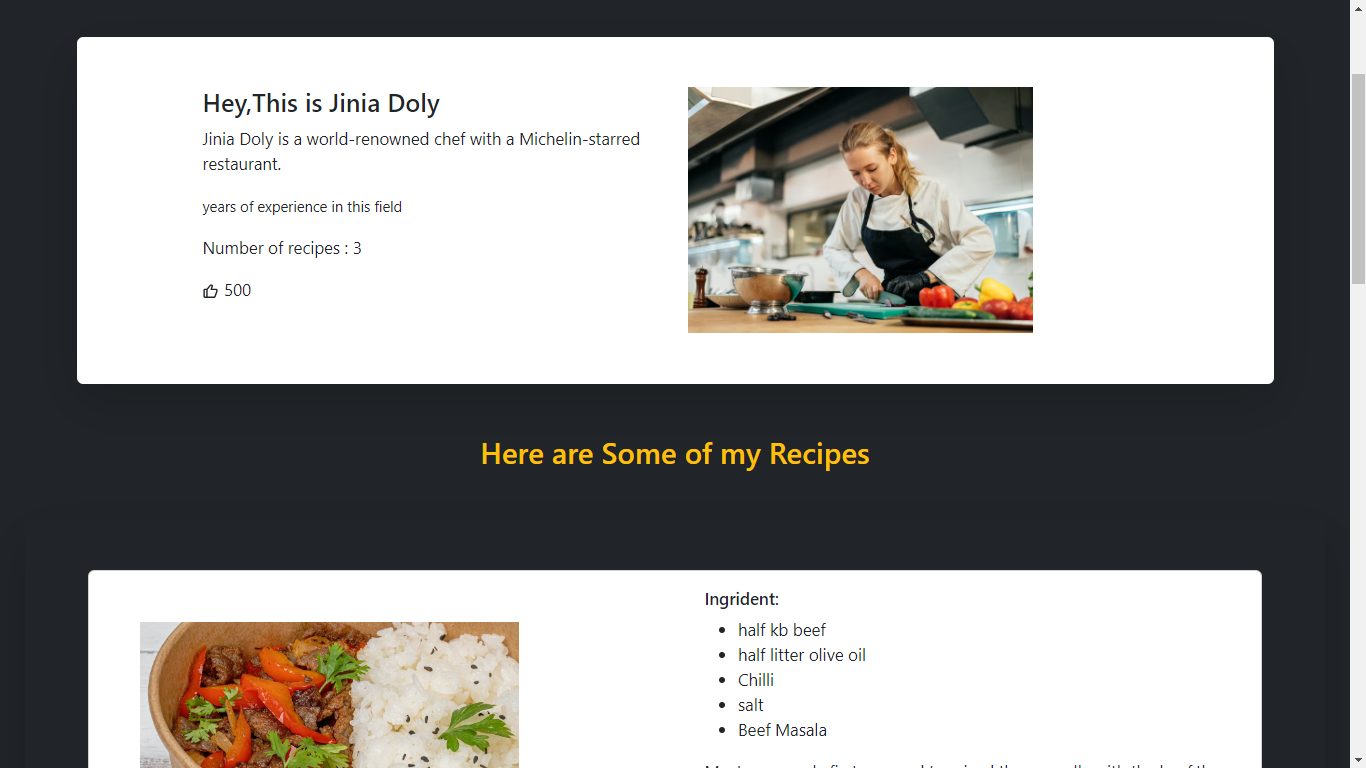 Hey,This is Jinia Doly
Jinia Doly is a world-renowned chef with a Michelin-starred
restaurant.
years of experience in this field
Number of recipes : 3
500
Here are Some of my Recipes
Ingrident:
half kb beef
half litter olive oil
Chilli
salt
Beef Masala